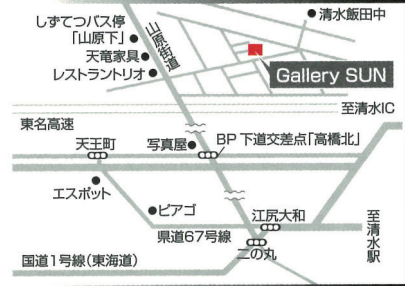 しずてつバス停
「山原下」
天竜家具
レストラントリオ
山原街道
清水飯田中
Gallery SUN
至清水IC
東名高速
天王町
写真屋
BP 下道交差点「高橋北」
エスポット
ピアゴ
江尻大和
県道67号線
至清水駅
二の丸
国道1号線(東海道)